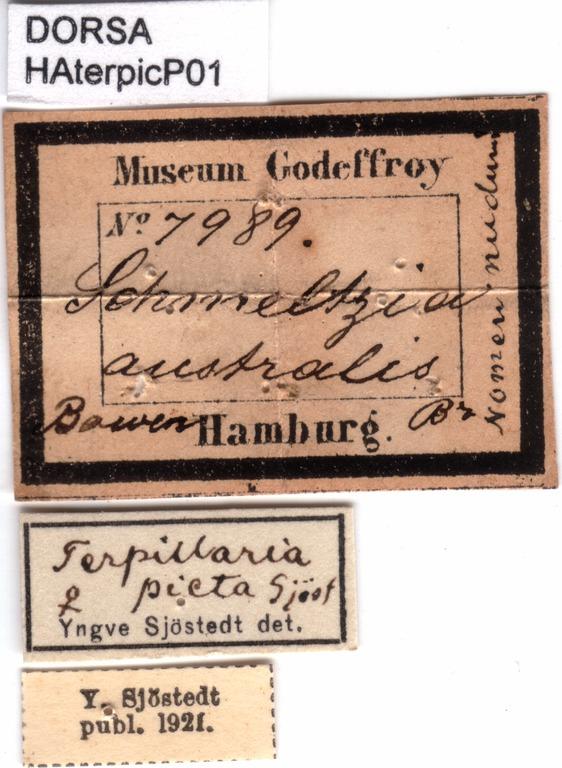 DORSA
HAterpicP01
Museum Godeffroy
No 7989.
Schmeltzia
australis
Bowen Hamburg. Br
Nomen nudum
Terpillaria
♀ picta Sjöst
Yngve Sjöstedt det.
Y. Sjöstedt
publ. 1921.